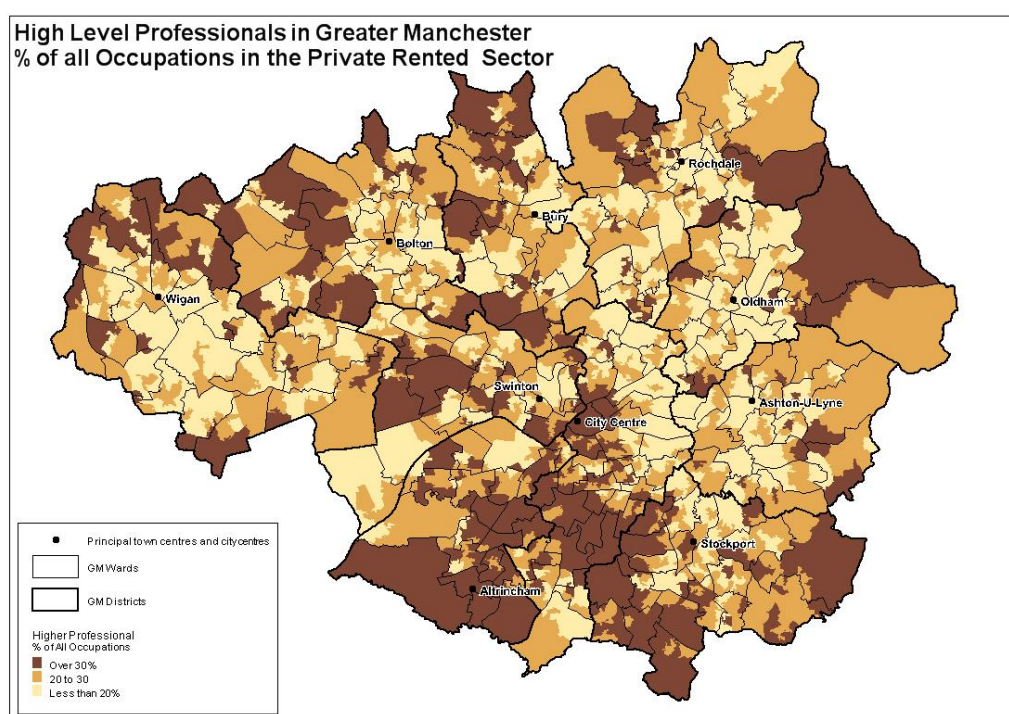 High Level Professionals in Greater Manchester
% of all Occupations in the Private Rented Sector
Rochdale
Bury
Bolton
Wigan
Oldham
Swinton
Ashton-U-Lyne
City Centre
Stockport
Altrincham
Principal town centres and city centres
GM Wards
GM Districts
Higher Professional
% of All Occupations
Over 30%
20 to 30
Less than 20%